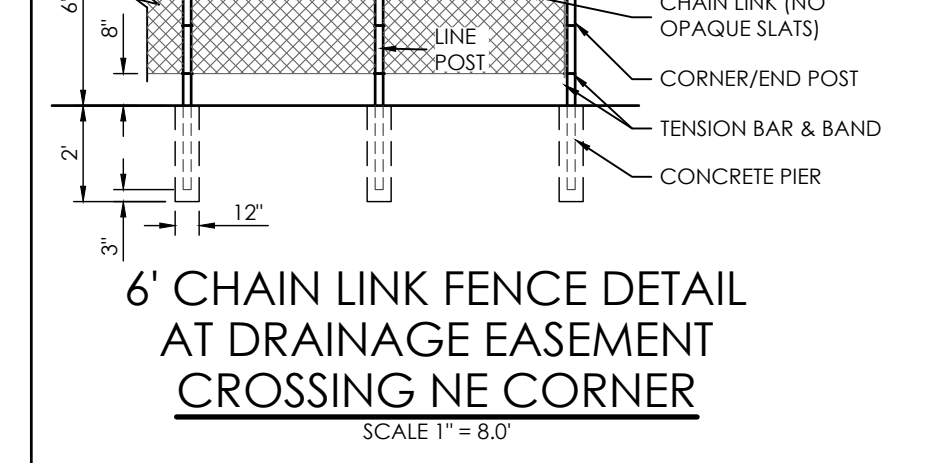 CHAIN LINK (NO
OPAQUE SLATS)
6'
8"
LINE
POST
CORNER/END POST
TENSION BAR & BAND
2'
CONCRETE PIER
12"
3"
6' CHAIN LINK FENCE DETAIL
AT DRAINAGE EASEMENT
CROSSING NE CORNER
SCALE 1" = 8.0'